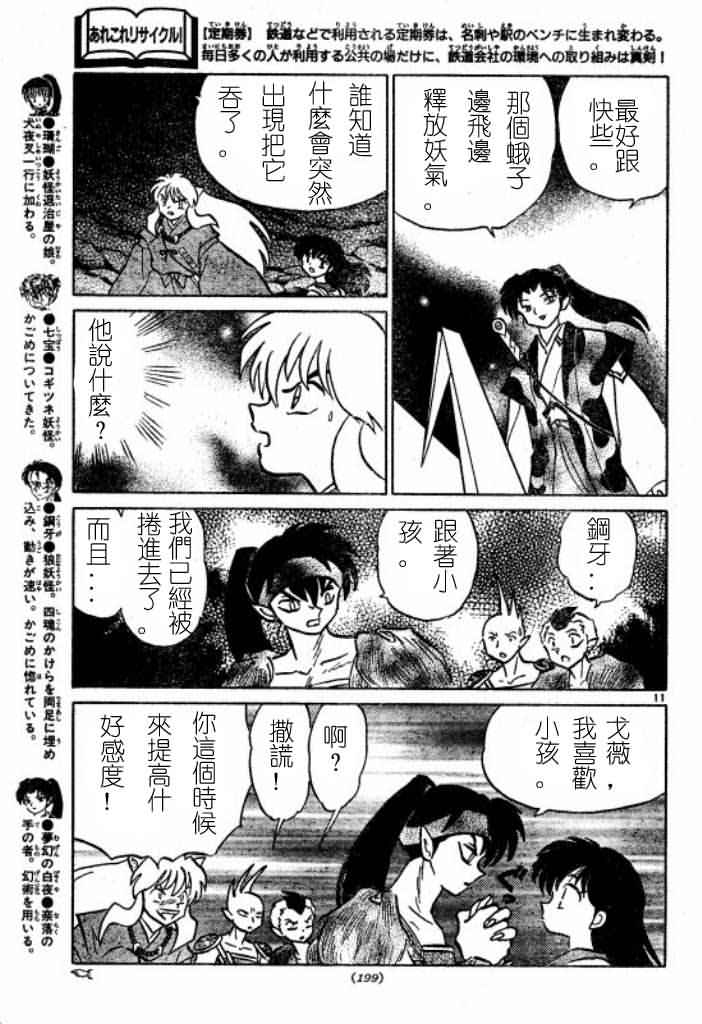 あれこれリサイクル!
【定期券】　鉄道などで利用される定期券は、名刺や駅のベンチに生まれ変わる。
毎日多くの人が利用する公共の場だけに、鉄道会社の環境への取り組みは真剣!
最好跟
快些。
那個蛾子
邊飛邊
釋放妖氣。
誰知道
什麼會突然
出現把它
吞了。
他說什麼?
鋼牙..
跟著小
孩。
我們已經被
捲進去了。
而且...
11
戈薇，
我喜歡
小孩。
啊?
撒謊!
你這個時候
來提高什
好感度!
●珊瑚●妖怪退治屋の娘。
犬夜叉一行に加わる。
●七宝●コギツネ妖怪。
かごめについてきた。
●鋼牙●狼妖怪。四魂のかけらを両足に埋め
込み、動きが速い。かごめに惚れている。
●夢幻の白夜●奈落の
手の者。幻術を用いる。
(199)